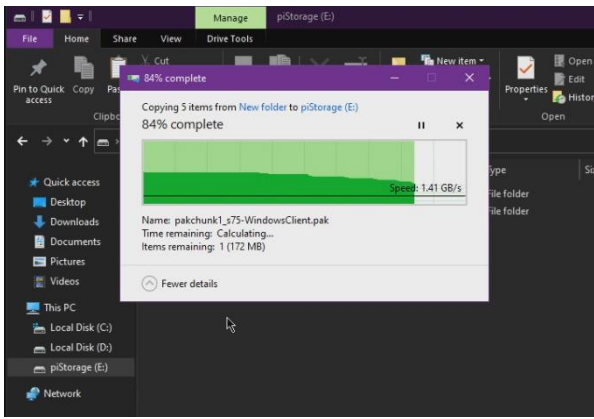 Manage
piStorage (E:)
File
Home
Share
View
Drive Tools
Cut
New item
Open
Edit
Pin to Quick
access
Copy
Properties
Open
84% complete
Copying 5 items from New folder to piStorage (E:)
84% complete
Speed: 1.41 GB/s
Name: pakchunk1_s75-WindowsClient.pak
Time remaining: Calculating...
Items remaining: 1 (172 MB)
Fewer details
Quick access
Desktop
Downloads
Documents
Pictures
Videos
This PC
Local Disk (C:)
Local Disk (D:)
piStorage (E:)
Network
File folder
File folder